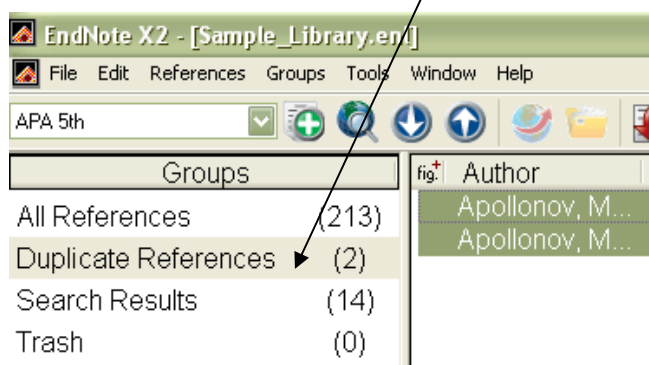 EndNote X2 - [Sample_Library.enl]
File Edit References Groups Tools Window Help
APA 5th
Groups
fig. Author
All References (213)
Apollonov, M...
Apollonov, M...
Duplicate References (2)
Search Results (14)
Trash (0)